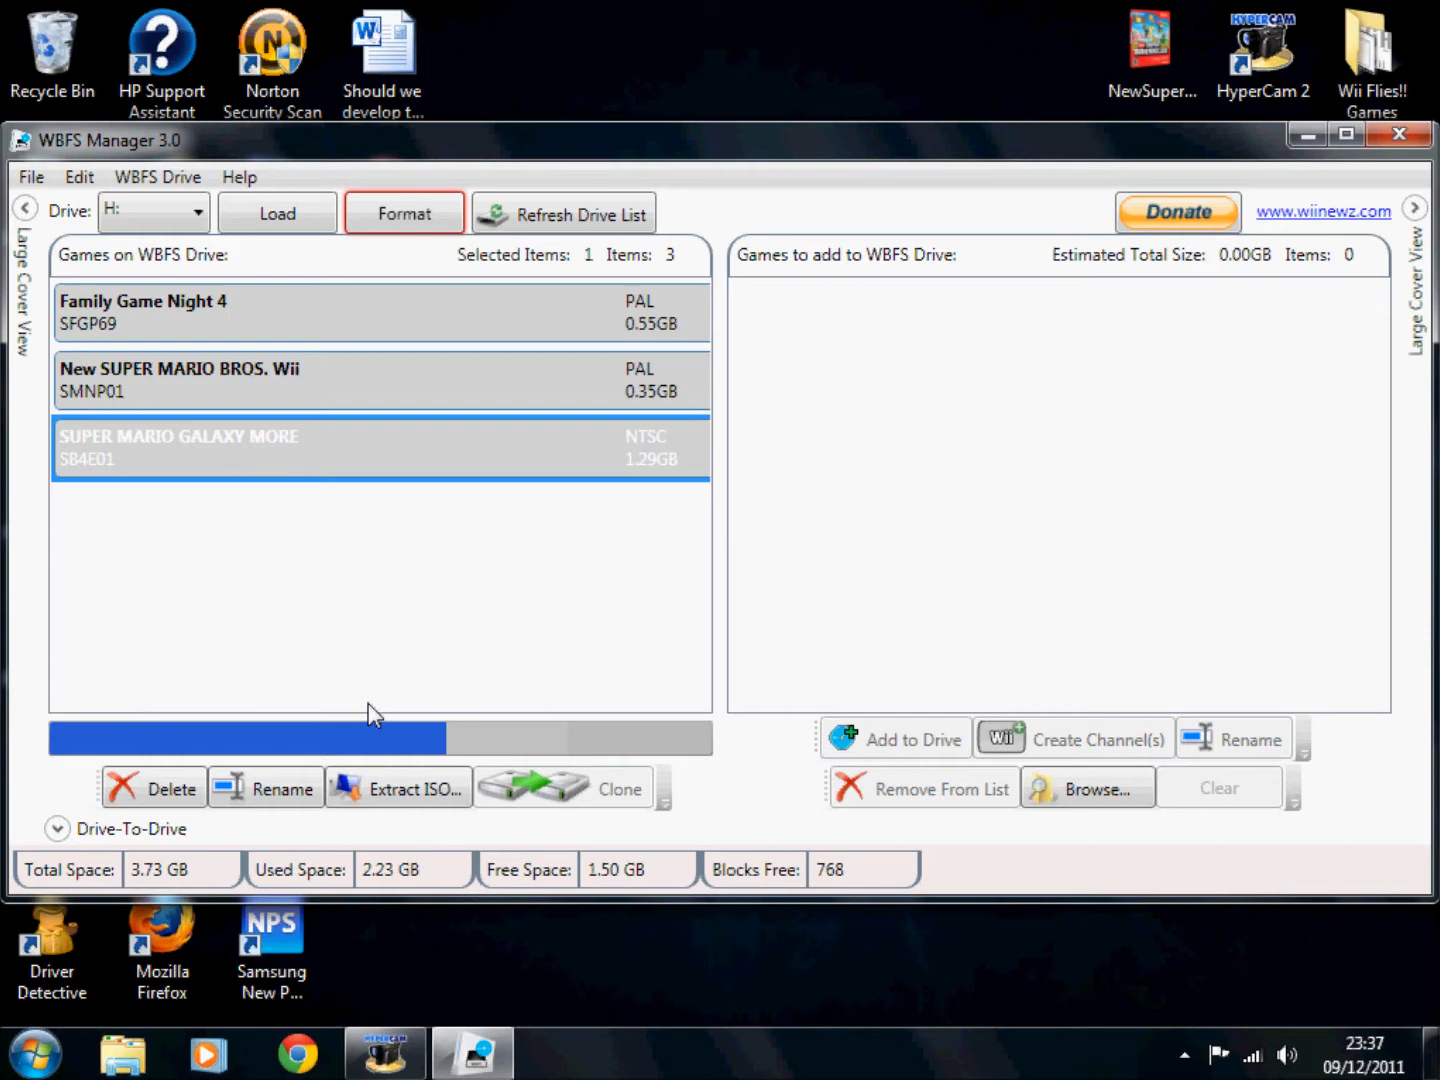 Recycle Bin
HP Support Assistant
Norton Security Scan
W
Should we develop t...
NewSuper...
HYPERCAM
HyperCam 2
Wii Flies!! Games
WBFS Manager 3.0
File Edit WBFS Drive Help
Drive: H: Load Format Refresh Drive List Donate www.wiinewz.com
Large Cover View
Games on WBFS Drive: Selected Items: 1 Items: 3
Family Game Night 4 PAL
SFGP69 0.55GB
New SUPER MARIO BROS. Wii PAL
SMNP01 0.35GB
SUPER MARIO GALAXY MORE NTSC
SB4E01 1.29GB
Games to add to WBFS Drive: Estimated Total Size: 0.00GB Items: 0
Large Cover View
Add to Drive Wii Create Channel(s) Rename
Delete Rename Extract ISO... Clone Remove From List Browse... Clear
Drive-To-Drive
Total Space: 3.73 GB Used Space: 2.23 GB Free Space: 1.50 GB Blocks Free: 768
Driver Detective
Mozilla Firefox
NPS
Samsung New P...
HYPERCAM
23:37
09/12/2011